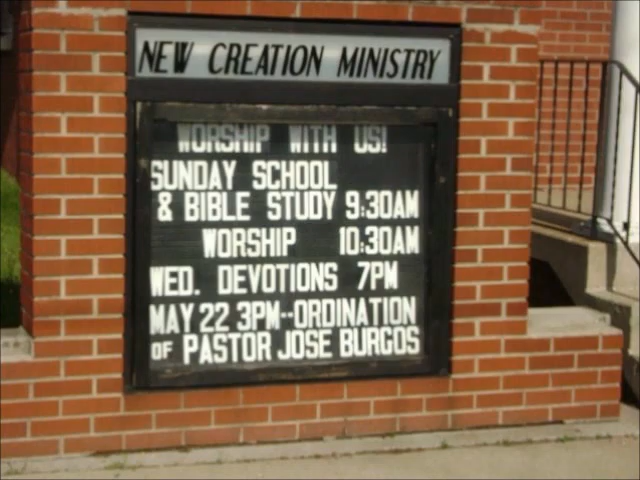 NEW CREATION MINISTRY
WORSHIP WITH US!
SUNDAY SCHOOL
& BIBLE STUDY 9:30AM
WORSHIP 10:30AM
WED. DEVOTIONS 7PM
MAY 22 3PM--ORDINATION
OF PASTOR JOSE BURGOS